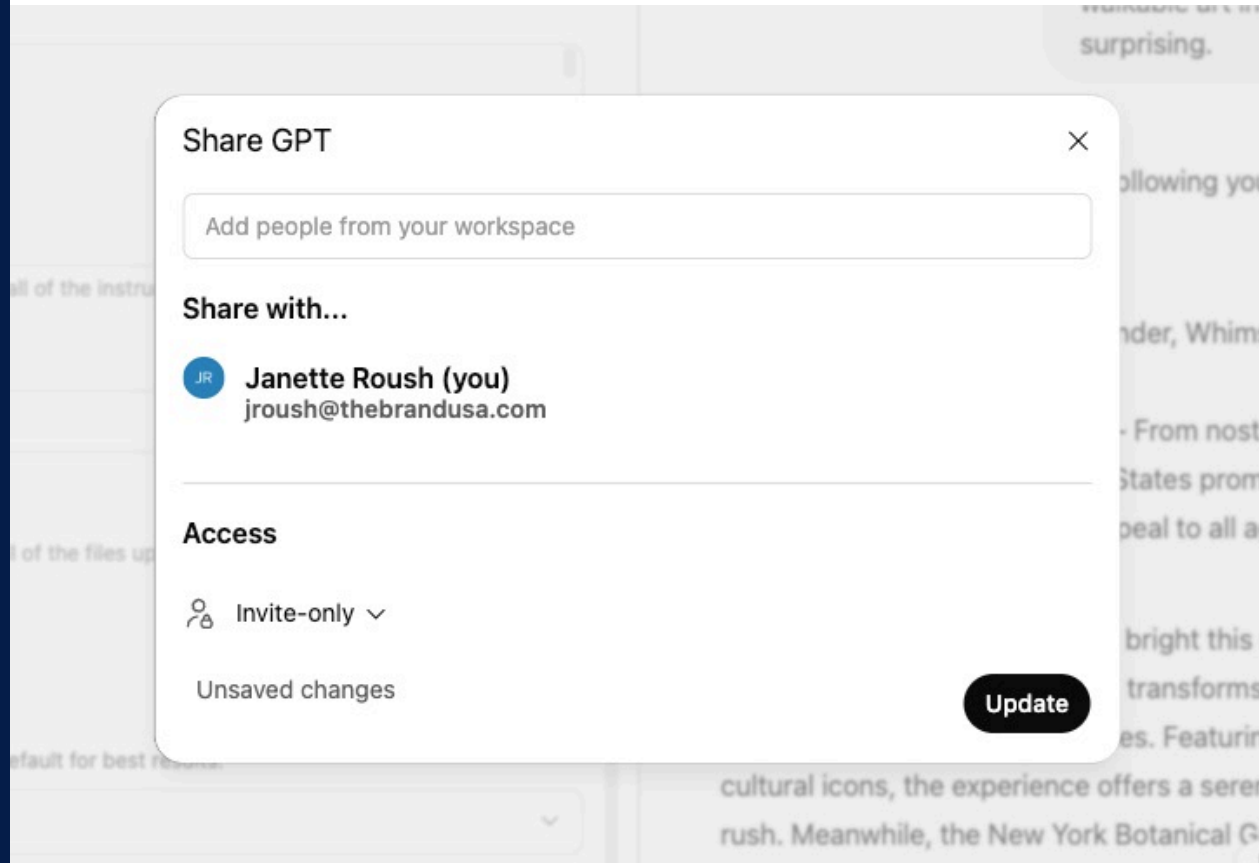 surprising.
Share GPT
ollowing you
Add people from your workspace
all of the instru
Share with...
nder, Whims
JR
Janette Roush (you)
jroush@thebrandusa.com
- From nost
States prom
Access
peal to all a
l of the files up
Invite-only
bright this
Unsaved changes
transforms
Update
es. Featurin
efault for best results.
cultural icons, the experience offers a seren
rush. Meanwhile, the New York Botanical G